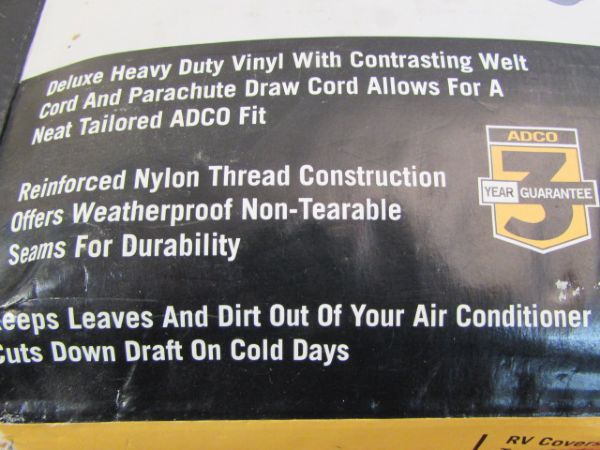 Deluxe Heavy Duty Vinyl With Contrasting Welt
Cord And Parachute Draw Cord Allows For A
Neat Tailored ADCO Fit
ADCO
3
YEAR GUARANTEE
Reinforced Nylon Thread Construction
Offers Weatherproof Non-Tearable
Seams For Durability
Keeps Leaves And Dirt Out Of Your Air Conditioner
Cuts Down Draft On Cold Days
RV Covers